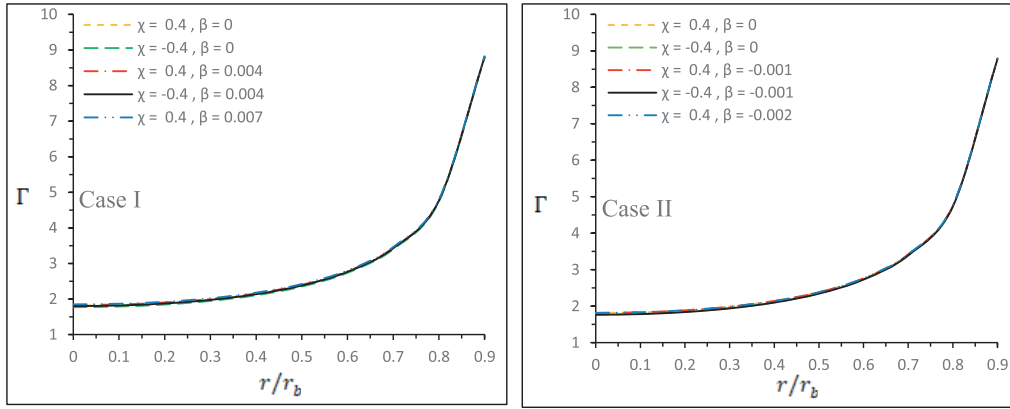 10
9
8
7
6
5
4
3
2
1
Γ
χ = 0.4 , β = 0
χ = -0.4 , β = 0
χ = 0.4 , β = 0.004
χ = -0.4 , β = 0.004
χ = 0.4 , β = 0.007
Case I
0 0.1 0.2 0.3 0.4 0.5 0.6 0.7 0.8 0.9
r/r_b
10
9
8
7
6
5
4
3
2
1
Γ
χ = 0.4 , β = 0
χ = -0.4 , β = 0
χ = 0.4 , β = -0.001
χ = -0.4 , β = -0.001
χ = 0.4 , β = -0.002
Case II
0 0.1 0.2 0.3 0.4 0.5 0.6 0.7 0.8 0.9
r/r_b